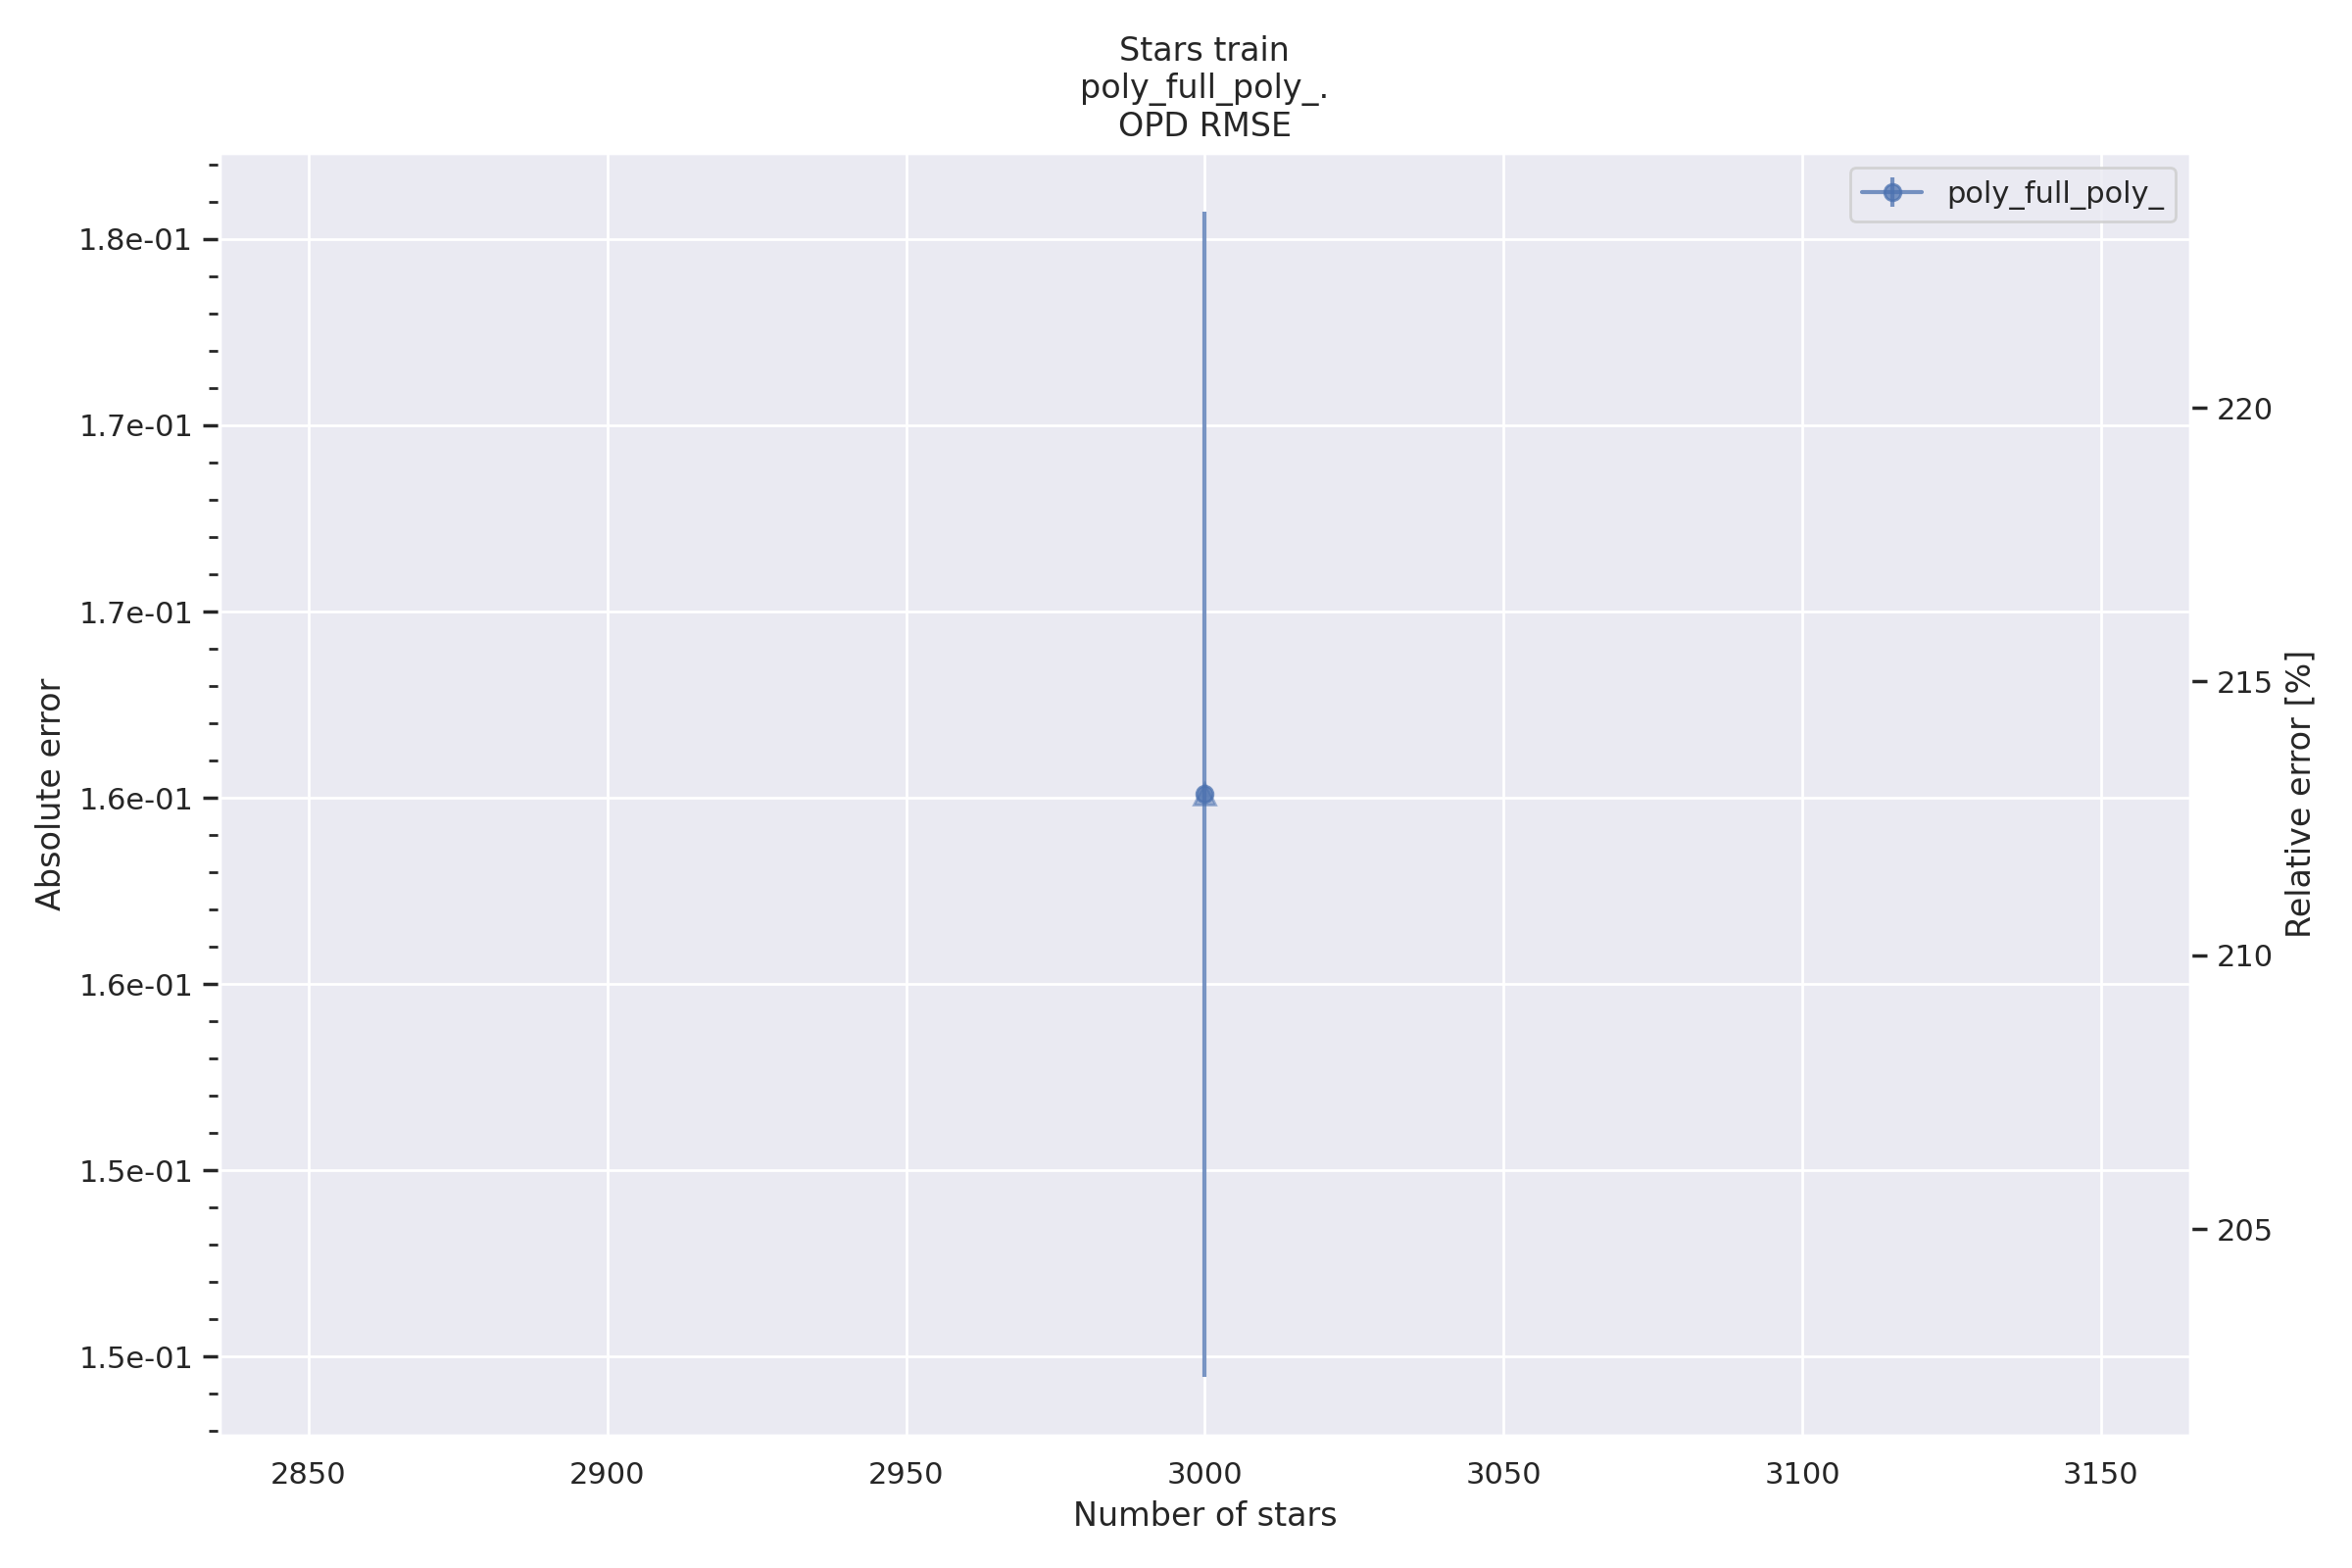 Stars train
poly_full_poly_.
OPD RMSE
poly_full_poly_
1.8e-01
1.7e-01
1.7e-01
1.6e-01
1.6e-01
1.5e-01
1.5e-01
Absolute error
220
215
210
205
Relative error [%]
2850 2900 2950 3000 3050 3100 3150
Number of stars